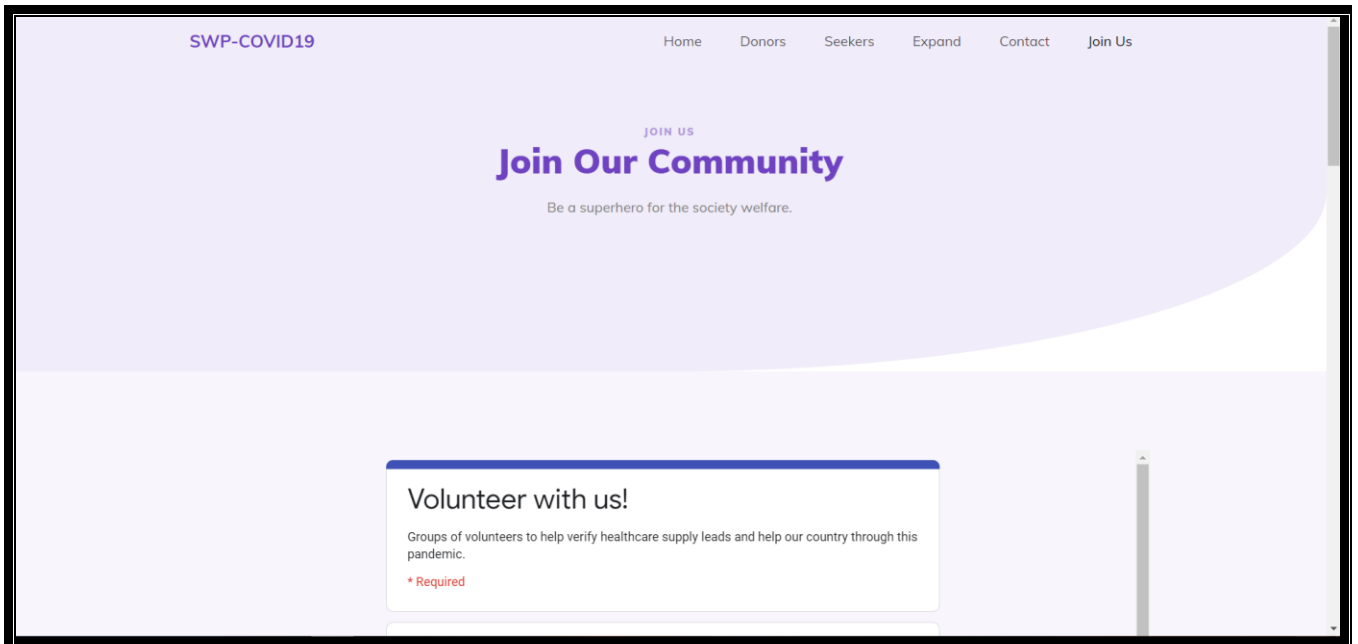 SWP-COVID19 Home Donors Seekers Expand Contact Join Us
JOIN US
Join Our Community
Be a superhero for the society welfare.
Volunteer with us!
Groups of volunteers to help verify healthcare supply leads and help our country through this
pandemic.
* Required